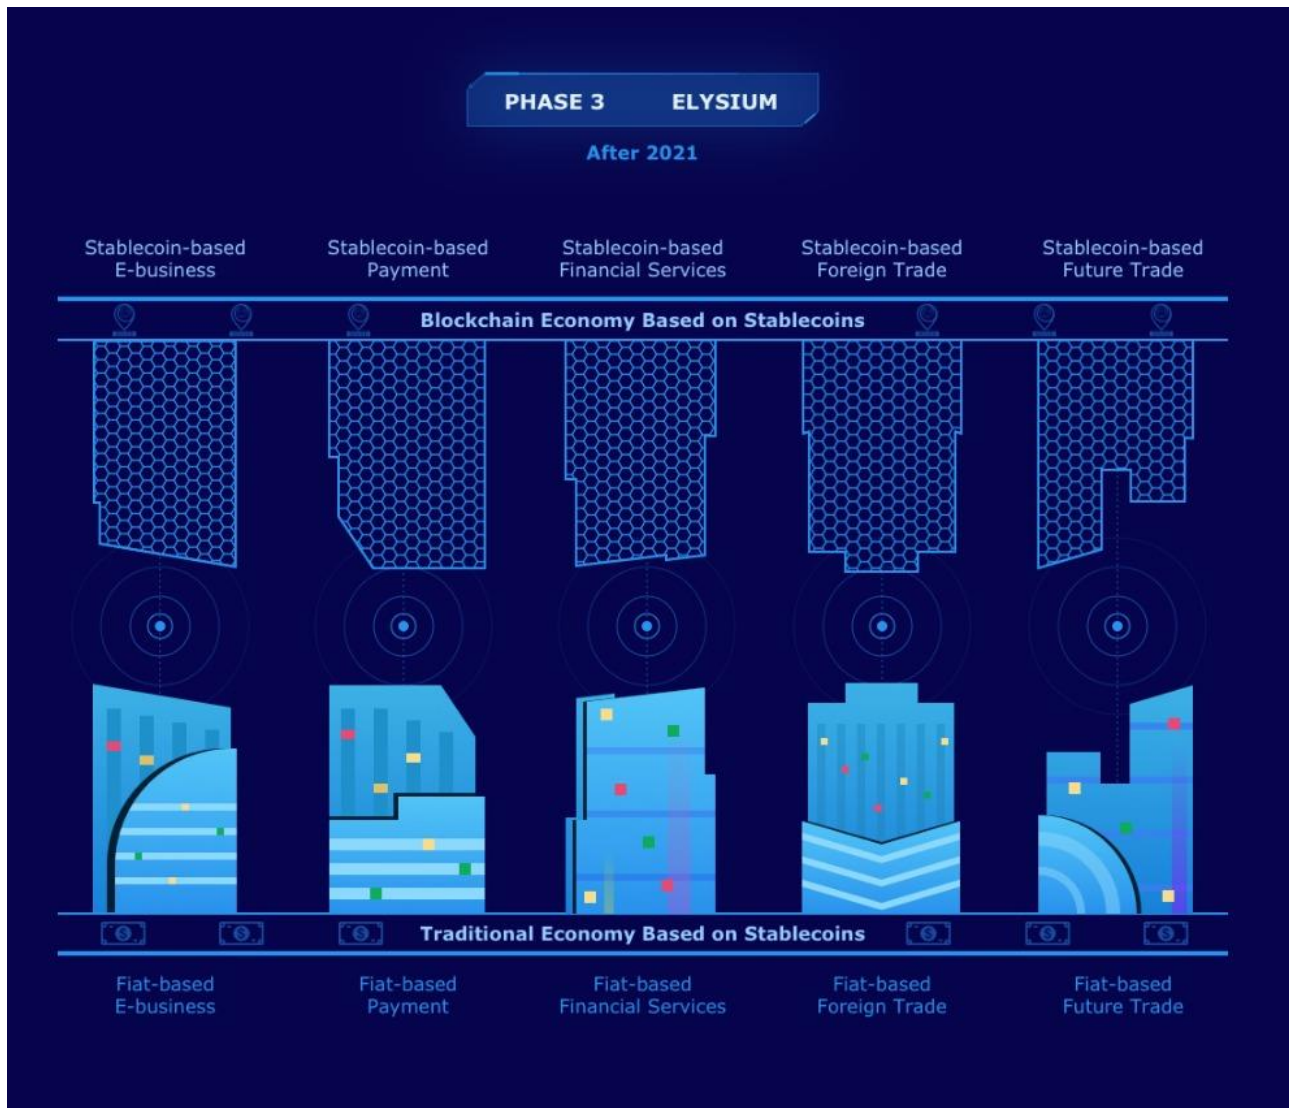 PHASE 3 ELYSIUM
After 2021
Stablecoin-based
E-business
Stablecoin-based
Payment
Stablecoin-based
Financial Services
Stablecoin-based
Foreign Trade
Stablecoin-based
Future Trade
Blockchain Economy Based on Stablecoins
Traditional Economy Based on Stablecoins
Fiat-based
E-business
Fiat-based
Payment
Fiat-based
Financial Services
Fiat-based
Foreign Trade
Fiat-based
Future Trade